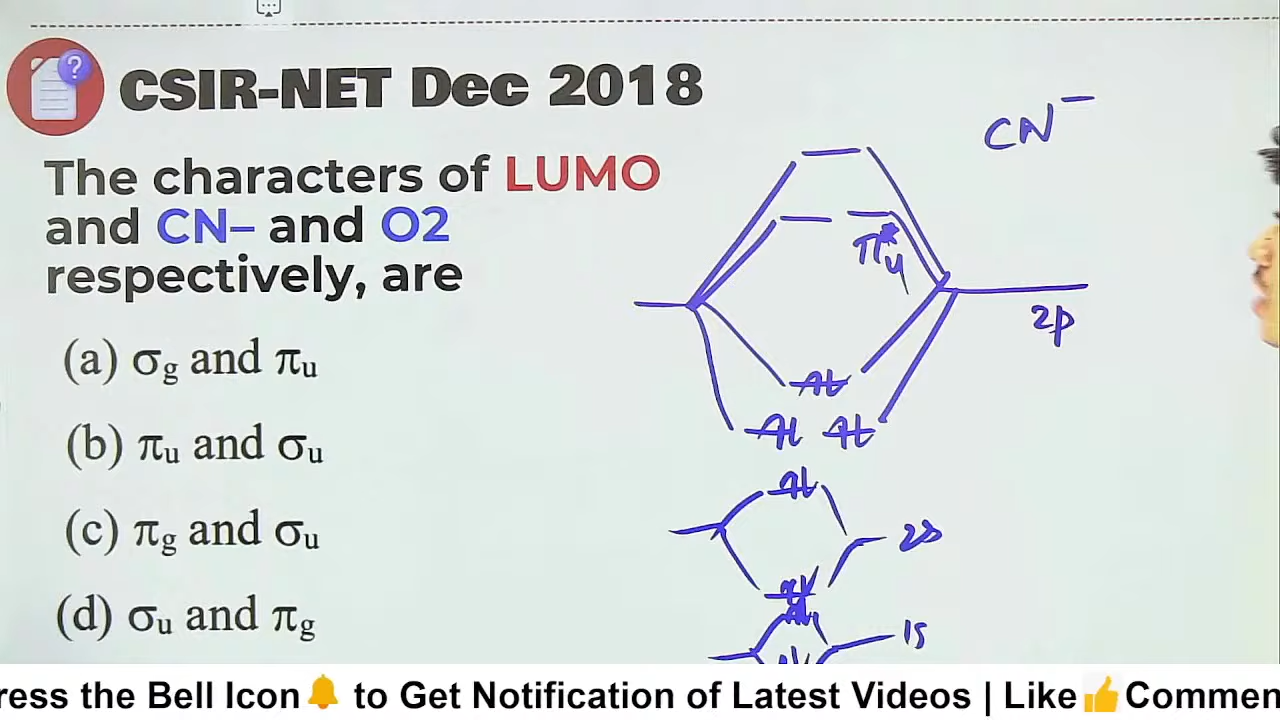 CSIR-NET Dec 2018
CN⁻
The characters of LUMO
and CN– and O2
respectively, are
π*u
2p
(a) σg and πu
(b) πu and σu
(c) πg and σu
2s
(d) σu and πg
1s
ress the Bell Icon🔔 to Get Notification of Latest Videos | Like👍Commen